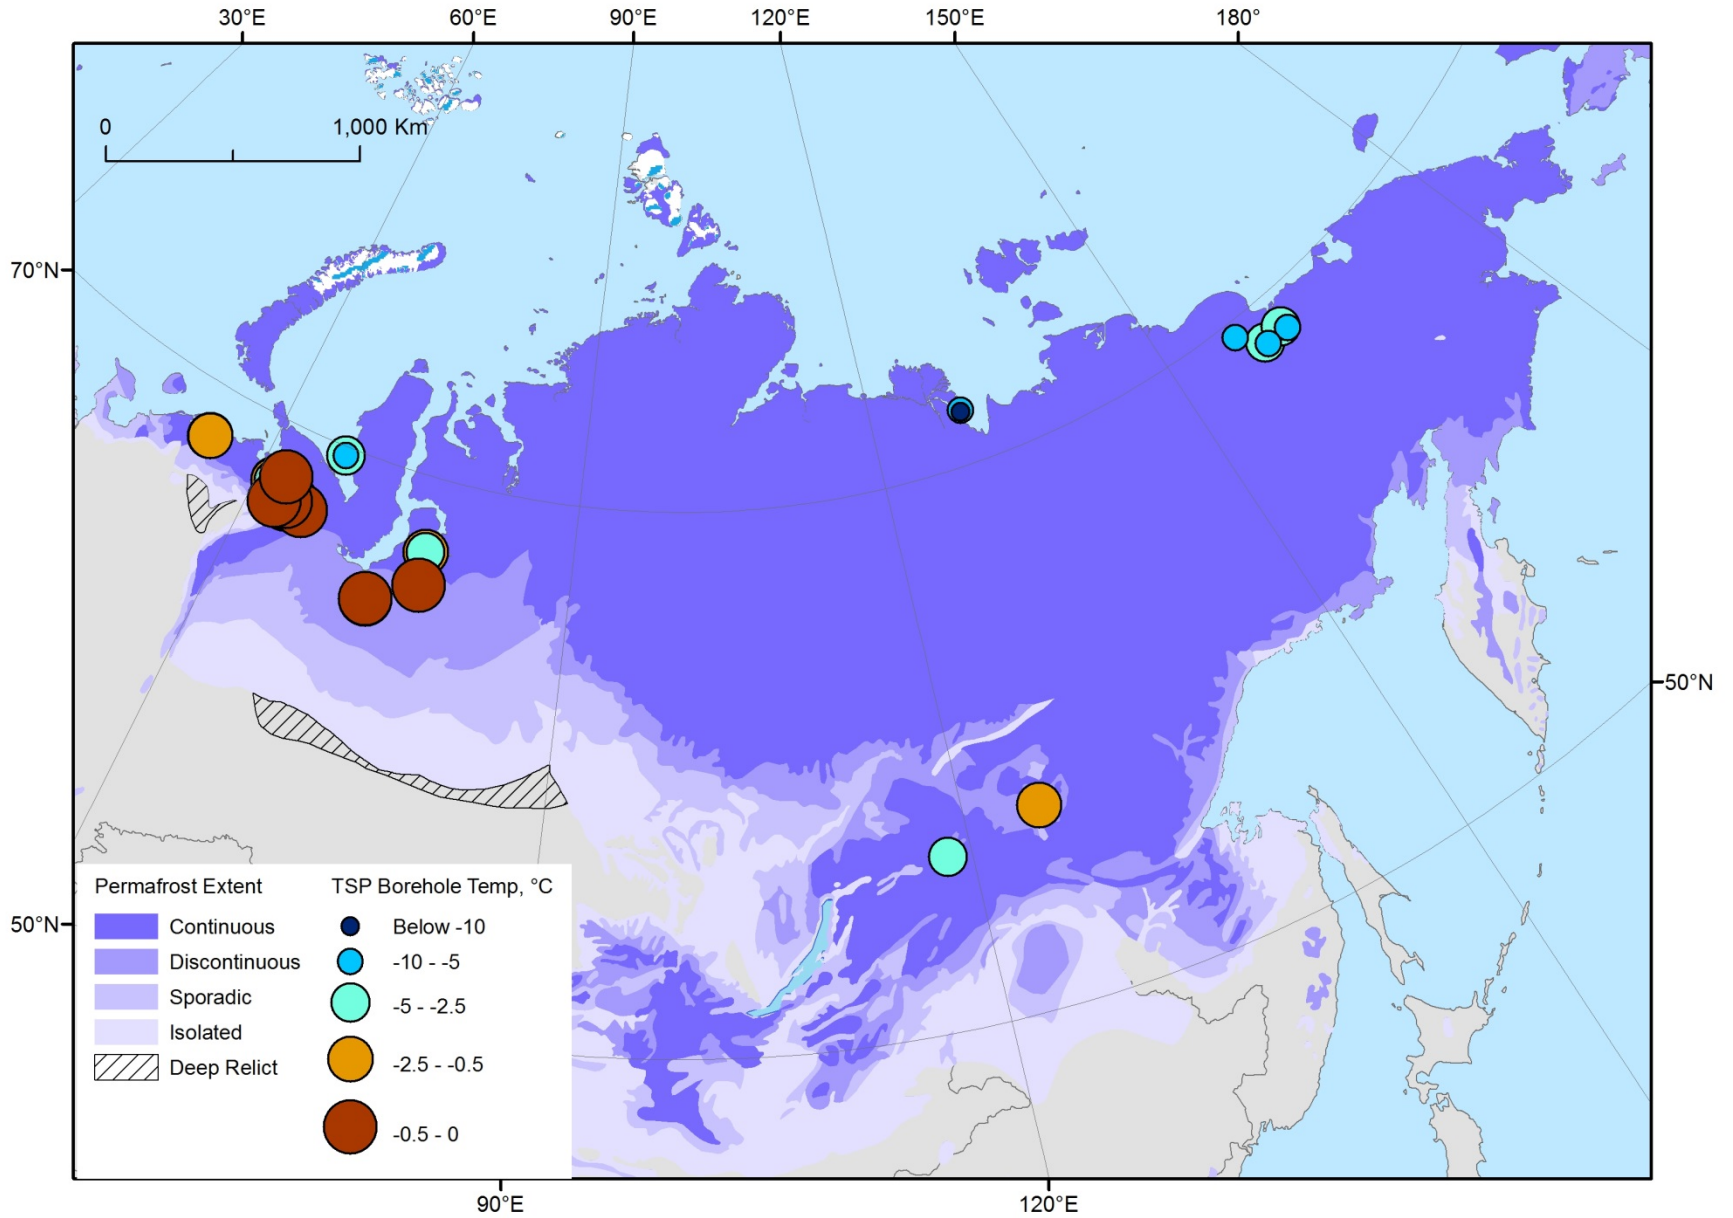 30°E 60°E 90°E 120°E 150°E 180°
0 1,000 Km
70°N
50°N
50°N
Permafrost Extent TSP Borehole Temp, °C
Continuous Below -10
Discontinuous -10 - -5
Sporadic -5 - -2.5
Isolated
Deep Relict -2.5 - -0.5
-0.5 - 0
90°E 120°E